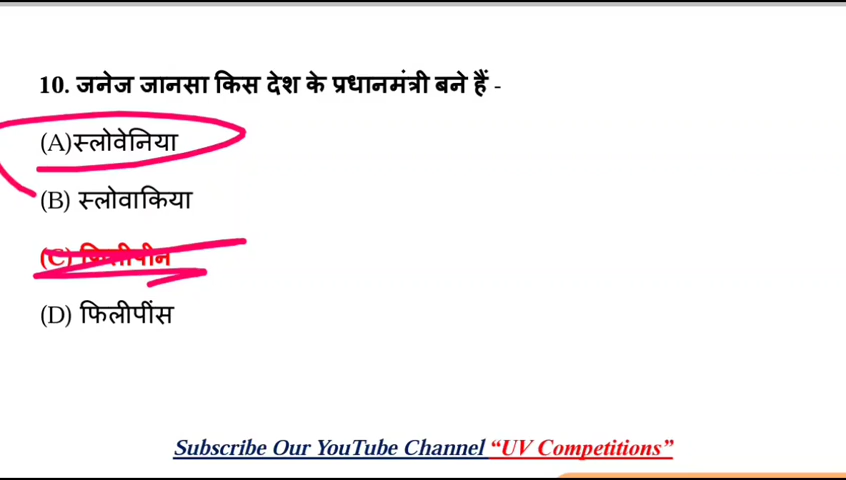 10. जनेज जानसा किस देश के प्रधानमंत्री बने हैं -
(A)स्लोवेनिया
(B) स्लोवाकिया
(C) फिलीपीन
(D) फिलीपींस
Subscribe Our YouTube Channel “UV Competitions”